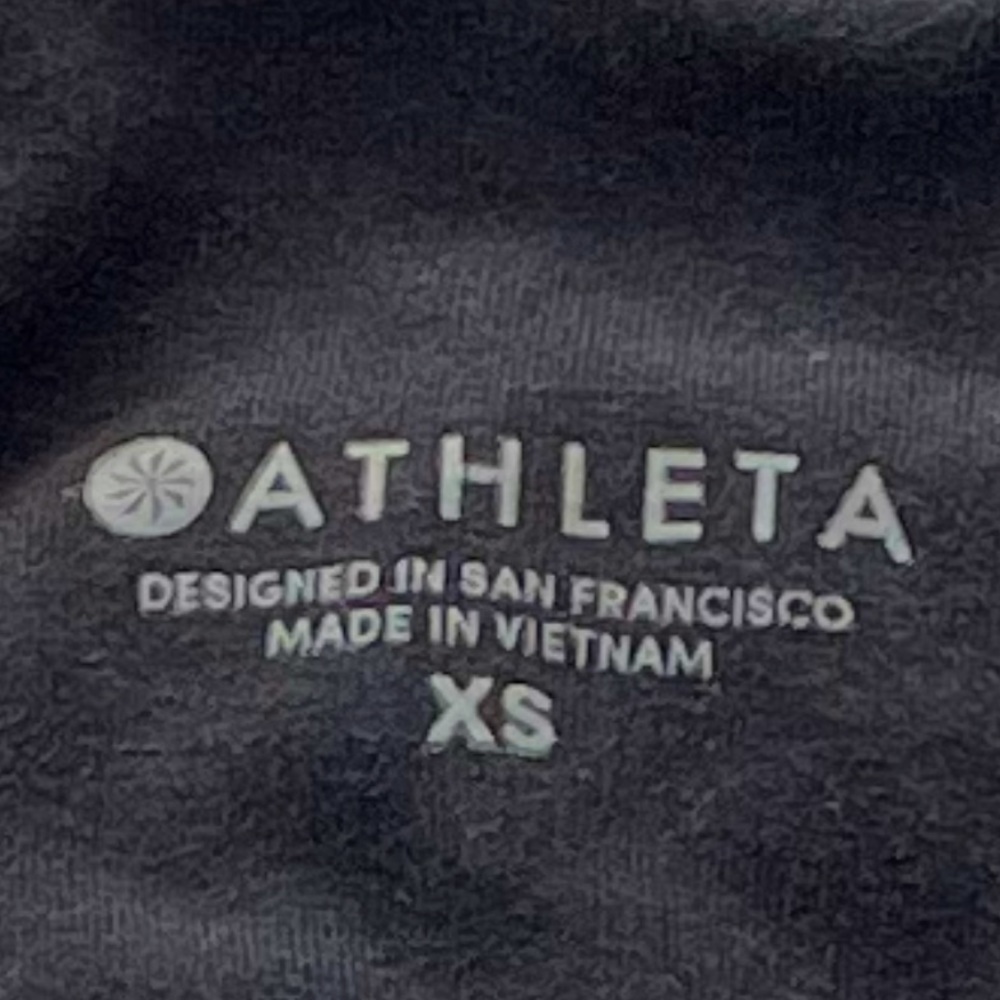 ATHLETA
DESIGNED IN SAN FRANCISCO
MADE IN VIETNAM
XS